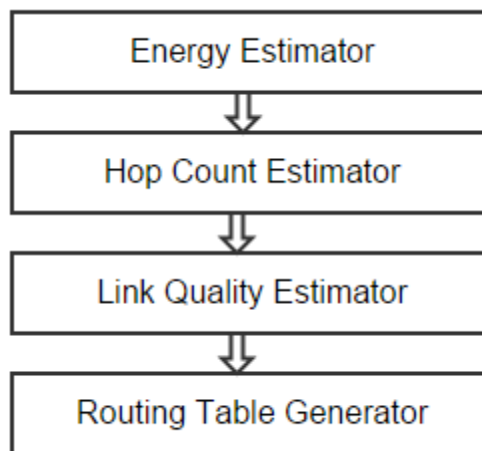 Energy Estimator
Hop Count Estimator
Link Quality Estimator
Routing Table Generator